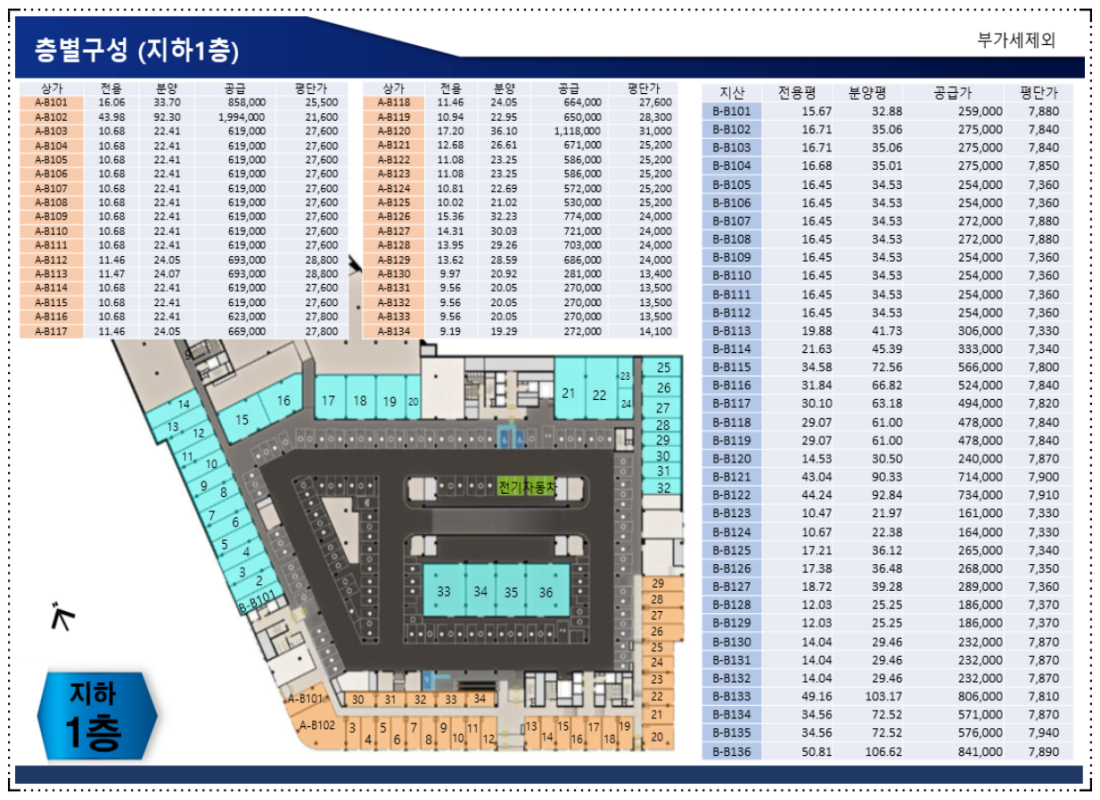 층별구성 (지하1층)
부가세제외
상가 전용 분양 공급 평단가
A-B101 16.06 33.70 858,000 25,500
A-B102 43.98 92.30 1,994,000 21,600
A-B103 10.68 22.41 619,000 27,600
A-B104 10.68 22.41 619,000 27,600
A-B105 10.68 22.41 619,000 27,600
A-B106 10.68 22.41 619,000 27,600
A-B107 10.68 22.41 619,000 27,600
A-B108 10.68 22.41 619,000 27,600
A-B109 10.68 22.41 619,000 27,600
A-B110 10.68 22.41 619,000 27,600
A-B111 10.68 22.41 619,000 27,600
A-B112 11.46 24.05 693,000 28,800
A-B113 11.47 24.07 693,000 28,800
A-B114 10.68 22.41 619,000 27,600
A-B115 10.68 22.41 619,000 27,600
A-B116 10.68 22.41 623,000 27,800
A-B117 11.46 24.05 669,000 27,800
상가 전용 분양 공급 평단가
A-B118 11.46 24.05 664,000 27,600
A-B119 10.94 22.95 650,000 28,300
A-B120 17.20 36.10 1,118,000 31,000
A-B121 12.68 26.61 671,000 25,200
A-B122 11.08 23.25 586,000 25,200
A-B123 11.08 23.25 586,000 25,200
A-B124 10.81 22.69 572,000 25,200
A-B125 10.02 21.02 530,000 25,200
A-B126 15.36 32.23 774,000 24,000
A-B127 14.31 30.03 721,000 24,000
A-B128 13.95 29.26 703,000 24,000
A-B129 13.62 28.59 686,000 24,000
A-B130 9.97 20.92 281,000 13,400
A-B131 9.56 20.05 270,000 13,500
A-B132 9.56 20.05 270,000 13,500
A-B133 9.56 20.05 270,000 13,500
A-B134 9.19 19.29 272,000 14,100
지산 전용평 분양평 공급가 평단가
B-B101 15.67 32.88 259,000 7,880
B-B102 16.71 35.06 275,000 7,840
B-B103 16.71 35.06 275,000 7,840
B-B104 16.68 35.01 275,000 7,850
B-B105 16.45 34.53 254,000 7,360
B-B106 16.45 34.53 254,000 7,360
B-B107 16.45 34.53 272,000 7,880
B-B108 16.45 34.53 272,000 7,880
B-B109 16.45 34.53 254,000 7,360
B-B110 16.45 34.53 254,000 7,360
B-B111 16.45 34.53 254,000 7,360
B-B112 16.45 34.53 254,000 7,360
B-B113 19.88 41.73 306,000 7,330
B-B114 21.63 45.39 333,000 7,340
B-B115 34.58 72.56 566,000 7,800
B-B116 31.84 66.82 524,000 7,840
B-B117 30.10 63.18 494,000 7,820
B-B118 29.07 61.00 478,000 7,840
B-B119 29.07 61.00 478,000 7,840
B-B120 14.53 30.50 240,000 7,870
B-B121 43.04 90.33 714,000 7,900
B-B122 44.24 92.84 734,000 7,910
B-B123 10.47 21.97 161,000 7,330
B-B124 10.67 22.38 164,000 7,330
B-B125 17.21 36.12 265,000 7,340
B-B126 17.38 36.48 268,000 7,350
B-B127 18.72 39.28 289,000 7,360
B-B128 12.03 25.25 186,000 7,370
B-B129 12.03 25.25 186,000 7,370
B-B130 14.04 29.46 232,000 7,870
B-B131 14.04 29.46 232,000 7,870
B-B132 14.04 29.46 232,000 7,870
B-B133 49.16 103.17 806,000 7,810
B-B134 34.56 72.52 571,000 7,870
B-B135 34.56 72.52 576,000 7,940
B-B136 50.81 106.62 841,000 7,890
9
14
13
12
11
10
9
8
7
6
5
4
3
2
B-B101
15
16
17 18 19 20
21 22 23
24
25
26
27
28
29
30
31
32
전기자동차
33 34 35 36
29
28
27
26
25
24
23
22
21
20
A-B101
30 31 32 33 34
A-B102
3 4 5 6 7 8 9 10 11 12
13 14 15 16 17 18 19
지하
1층